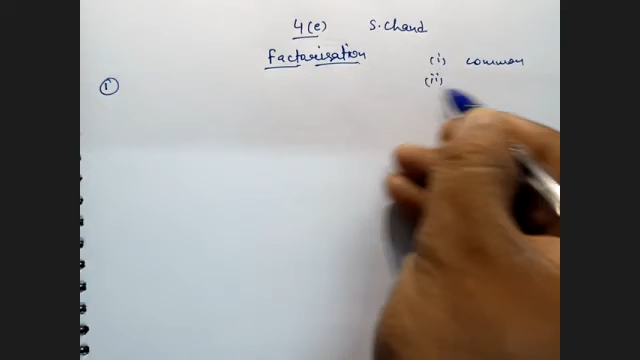 4(e) S.Chand
Factorisation
(i) common
(ii)
1